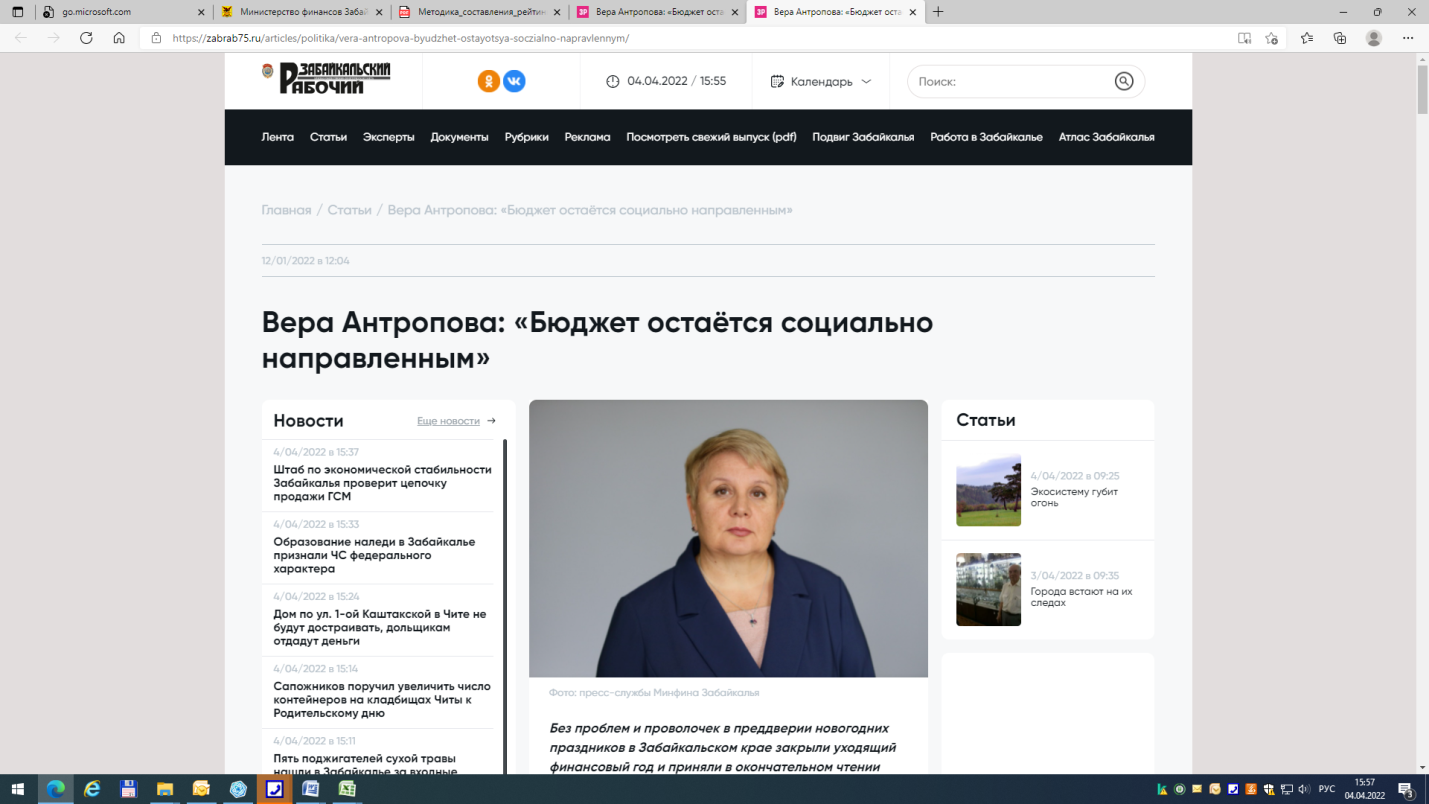 go.microsoft.com
Министерство финансов Забай
Методика_составления_рейтин
Вера Антропова: «Бюджет оста
Вера Антропова: «Бюджет оста
https://zabrab75.ru/articles/politika/vera-antropova-byudzhet-ostayotsya-soczialno-napravlennym/
ЗАБАЙКАЛЬСКИЙ
РАБОЧИЙ
04.04.2022 / 15:55
Календарь
Поиск:
Лента Статьи Эксперты Документы Рубрики Реклама Посмотреть свежий выпуск (pdf) Подвиг Забайкалья Работа в Забайкалье Атлас Забайкалья
Главная / Статьи / Вера Антропова: «Бюджет остаётся социально направленным»
12/01/2022 в 12:04
Вера Антропова: «Бюджет остаётся социально
направленным»
Новости
Еще новости →
4/04/2022 в 15:37
Штаб по экономической стабильности
Забайкалья проверит цепочку
продажи ГСМ
4/04/2022 в 15:33
Образование наледи в Забайкалье
признали ЧС федерального
характера
4/04/2022 в 15:24
Дом по ул. 1-ой Каштакской в Чите не
будут достраивать, дольщикам
отдадут деньги
4/04/2022 в 15:14
Сапожников поручил увеличить число
контейнеров на кладбищах Читы к
Родительскому дню
4/04/2022 в 15:11
Пять поджигателей сухой травы
нашли в Забайкалье за входные
Фото: пресс-службы Минфина Забайкалья
Без проблем и проволочек в преддверии новогодних
праздников в Забайкальском крае закрыли уходящий
финансовый год и приняли в окончательном чтении
Статьи
4/04/2022 в 09:25
Экосистему губит
огонь
3/04/2022 в 09:35
Города встают на их
следах
РУС
15:57
04.04.2022
3